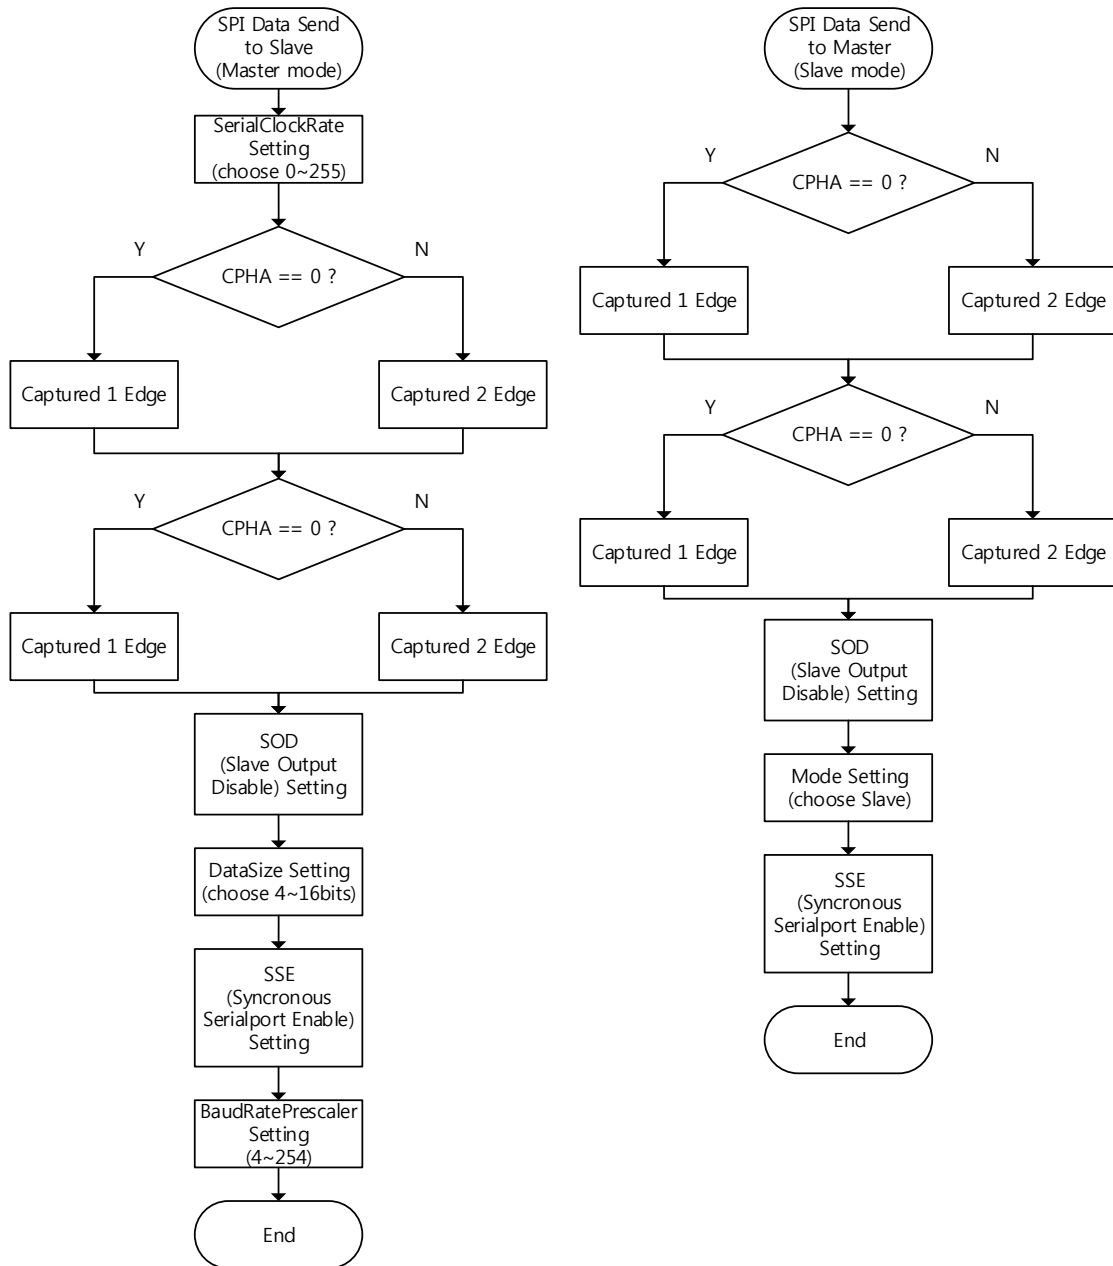 SPI Data Send
to Slave
(Master mode)
SerialClockRate
Setting
(choose 0~255)
Y
N
CPHA == 0 ?
Captured 1 Edge
Captured 2 Edge
Y
N
CPHA == 0 ?
Captured 1 Edge
Captured 2 Edge
SOD
(Slave Output
Disable) Setting
DataSize Setting
(choose 4~16bits)
SSE
(Syncronous
Serialport Enable)
Setting
BaudRatePrescaler
Setting
(4~254)
End
SPI Data Send
to Master
(Slave mode)
Y
N
CPHA == 0 ?
Captured 1 Edge
Captured 2 Edge
Y
N
CPHA == 0 ?
Captured 1 Edge
Captured 2 Edge
SOD
(Slave Output
Disable) Setting
Mode Setting
(choose Slave)
SSE
(Syncronous
Serialport Enable)
Setting
End